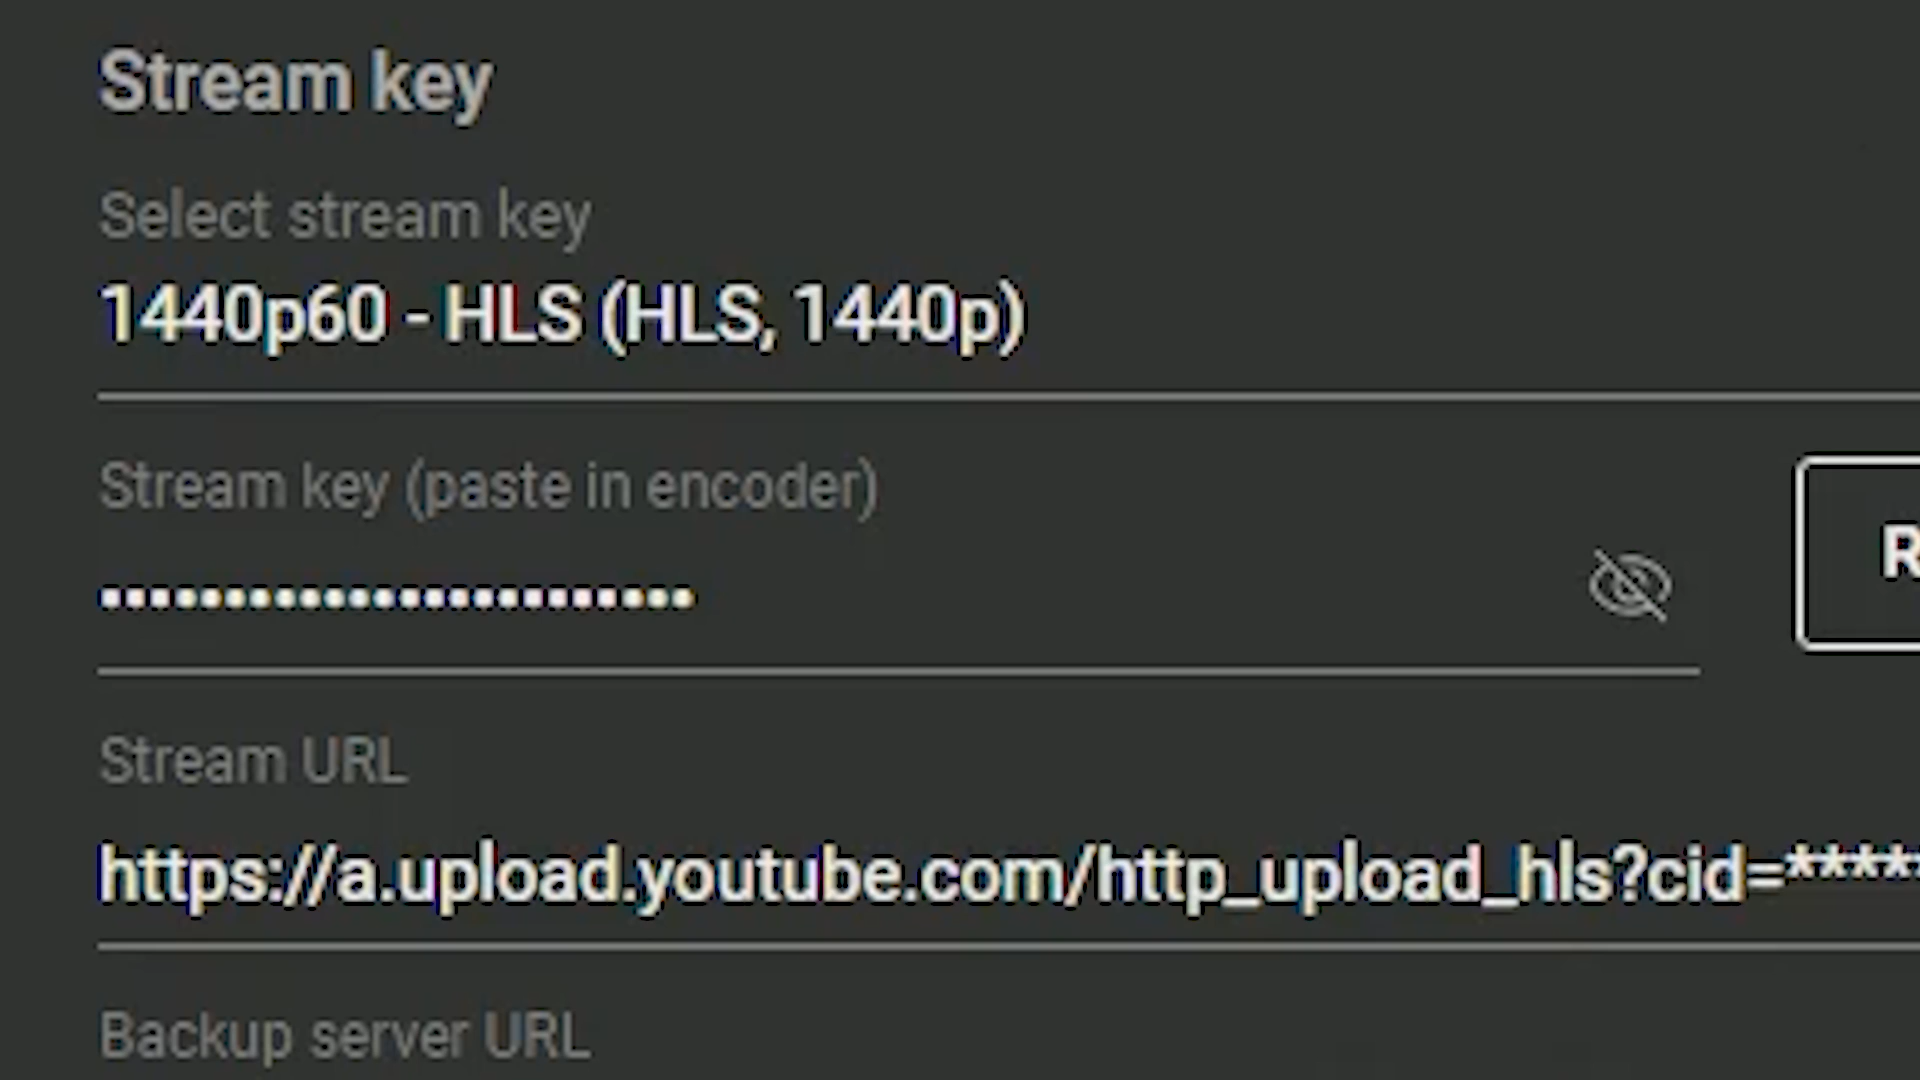 Stream key
Select stream key
1440p60 - HLS (HLS, 1440p)
Stream key (paste in encoder)
••••••••••••••••••••••••
R
Stream URL
https://a.upload.youtube.com/http_upload_hls?cid=*****
Backup server URL